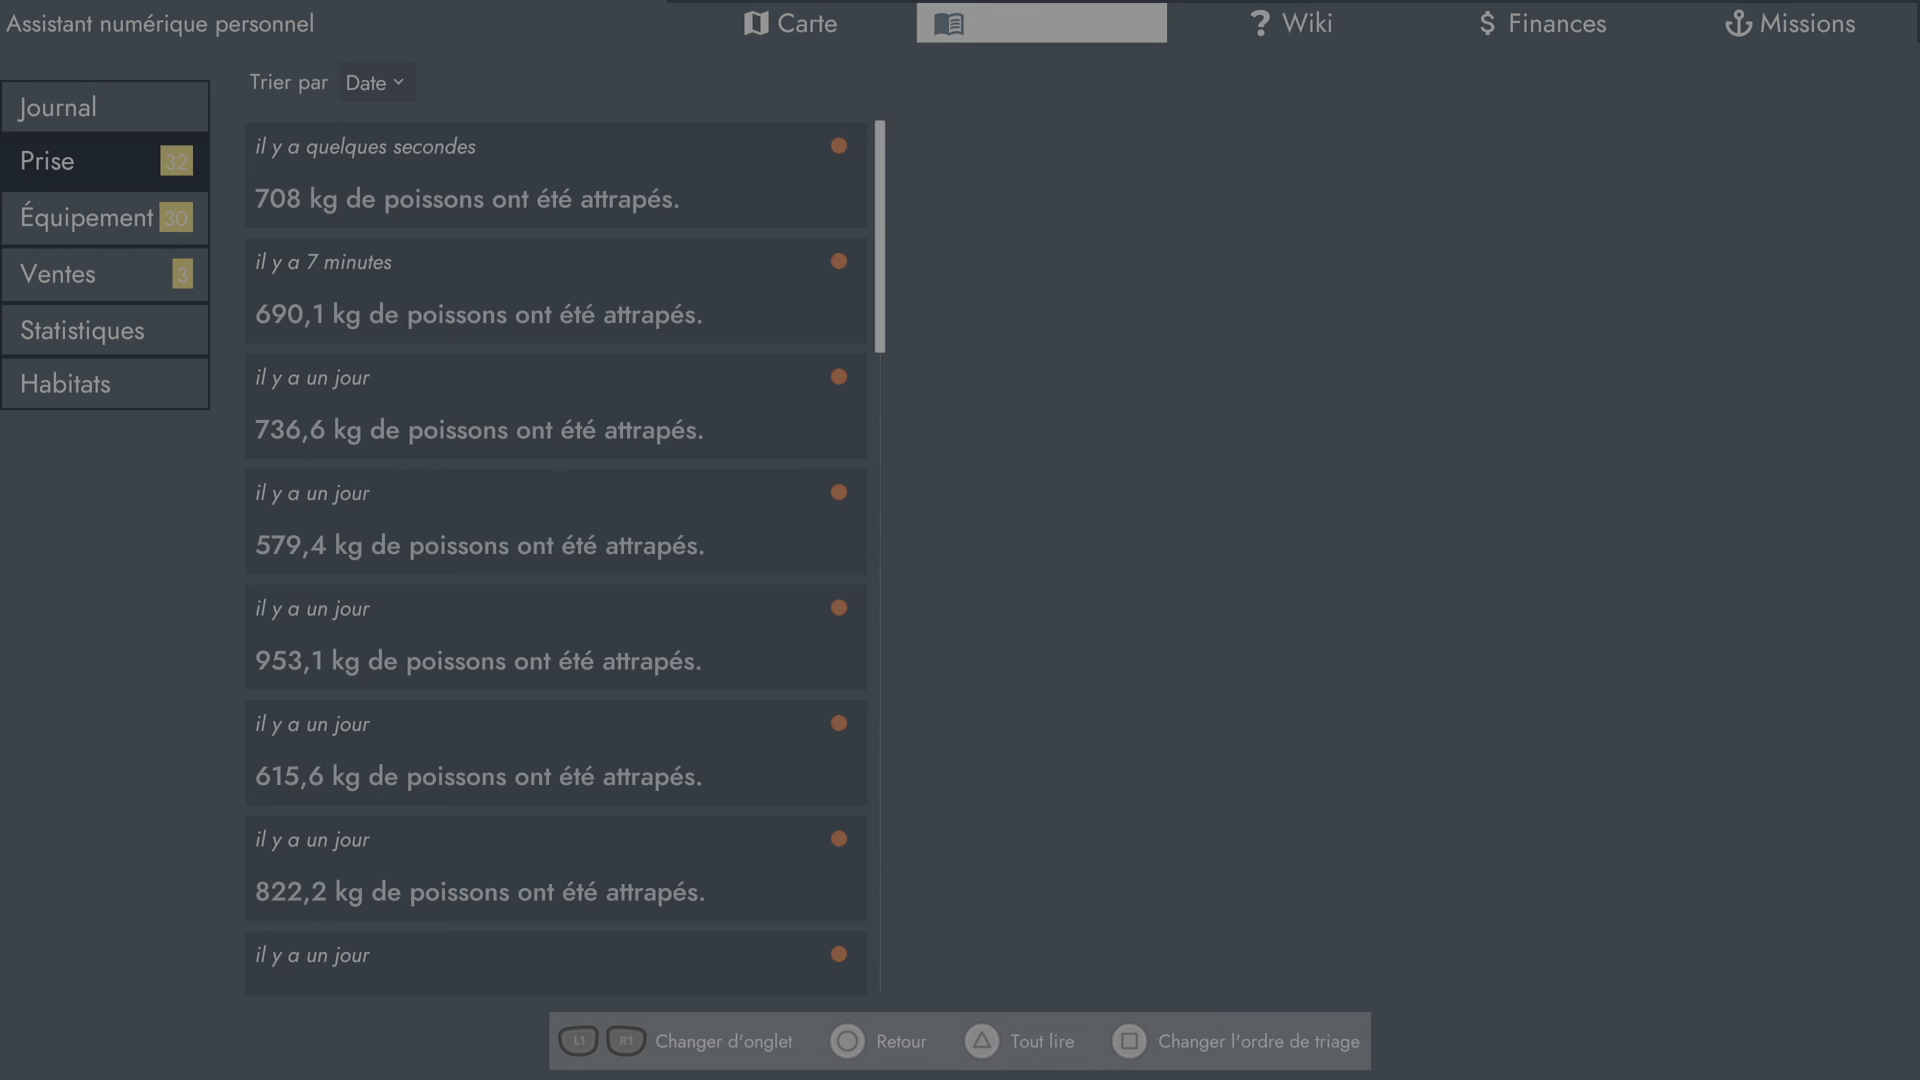 Assistant numérique personnel
Carte
Wiki
Finances
Missions
Trier par Date
Journal
Prise 32
Équipement 30
Ventes 3
Statistiques
Habitats
il y a quelques secondes
708 kg de poissons ont été attrapés.
il y a 7 minutes
690,1 kg de poissons ont été attrapés.
il y a un jour
736,6 kg de poissons ont été attrapés.
il y a un jour
579,4 kg de poissons ont été attrapés.
il y a un jour
953,1 kg de poissons ont été attrapés.
il y a un jour
615,6 kg de poissons ont été attrapés.
il y a un jour
822,2 kg de poissons ont été attrapés.
il y a un jour
L1 R1 Changer d'onglet Retour Tout lire Changer l'ordre de triage